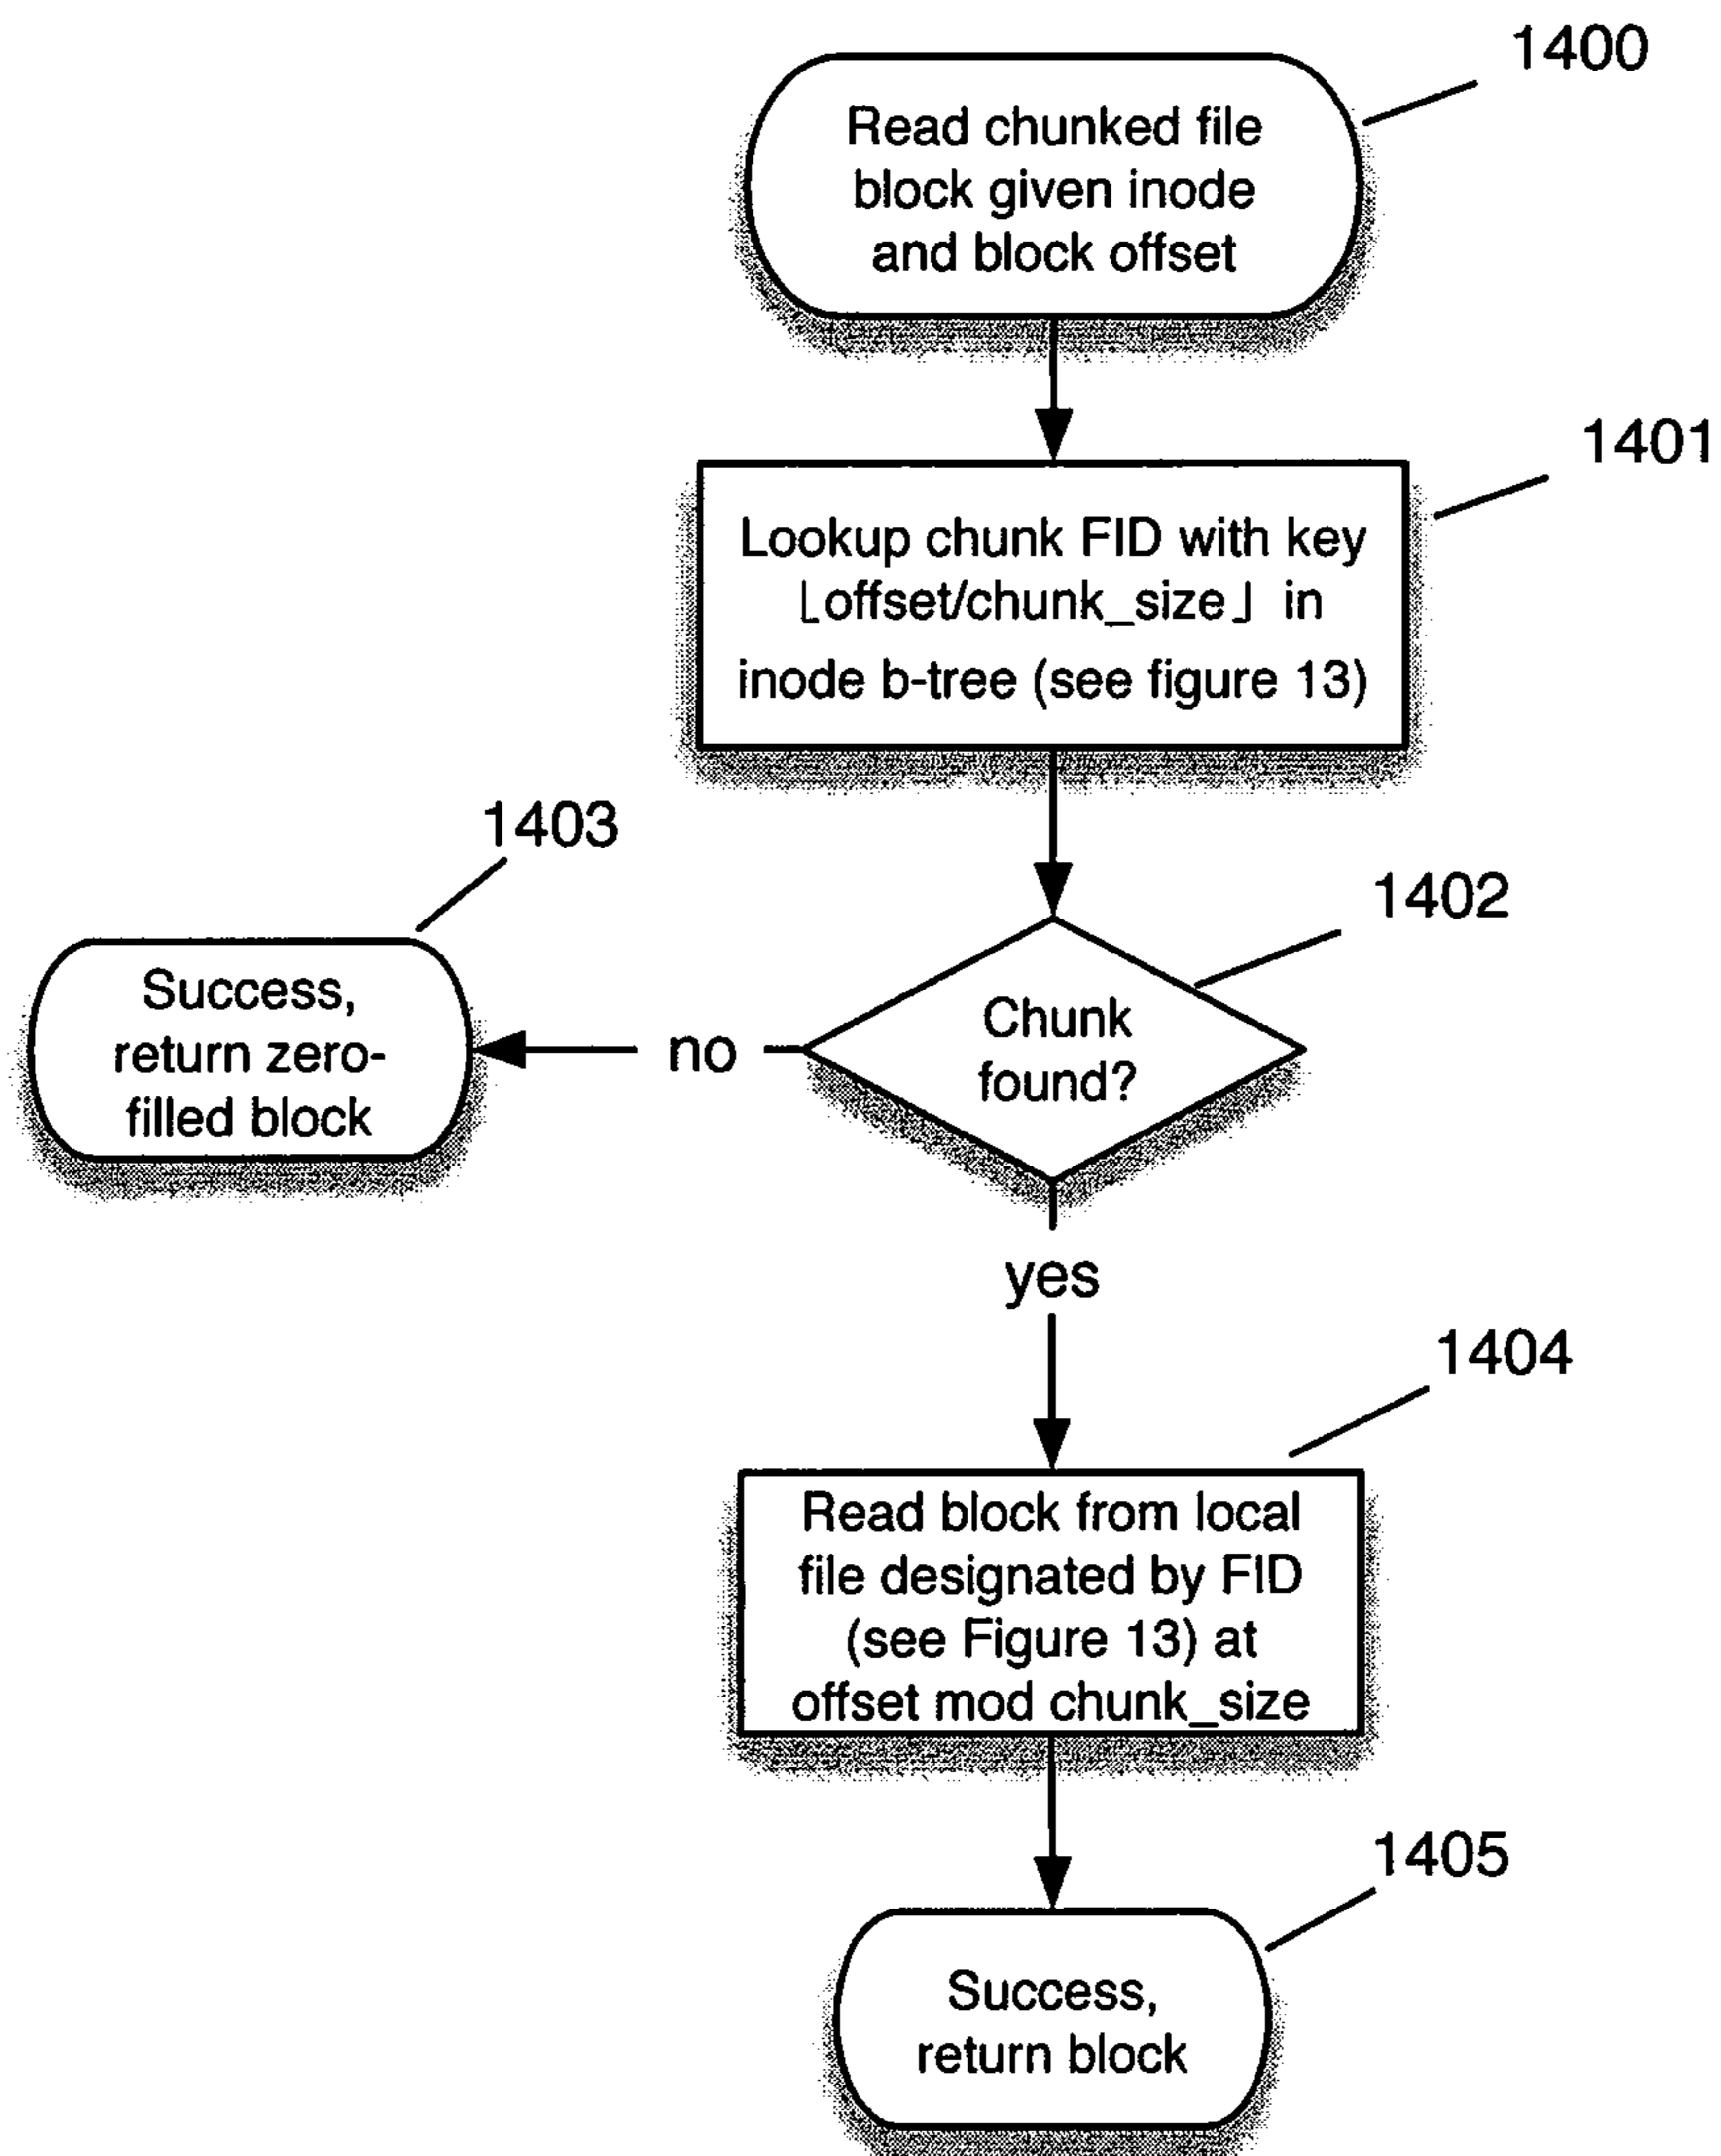 1400
Read chunked file
block given inode
and block offset
1401
Lookup chunk FID with key
⌊offset/chunk_size⌋ in
inode b-tree (see figure 13)
1403
1402
Success,
return zero-
filled block
no
Chunk
found?
yes
1404
Read block from local
file designated by FID
(see Figure 13) at
offset mod chunk_size
1405
Success,
return block